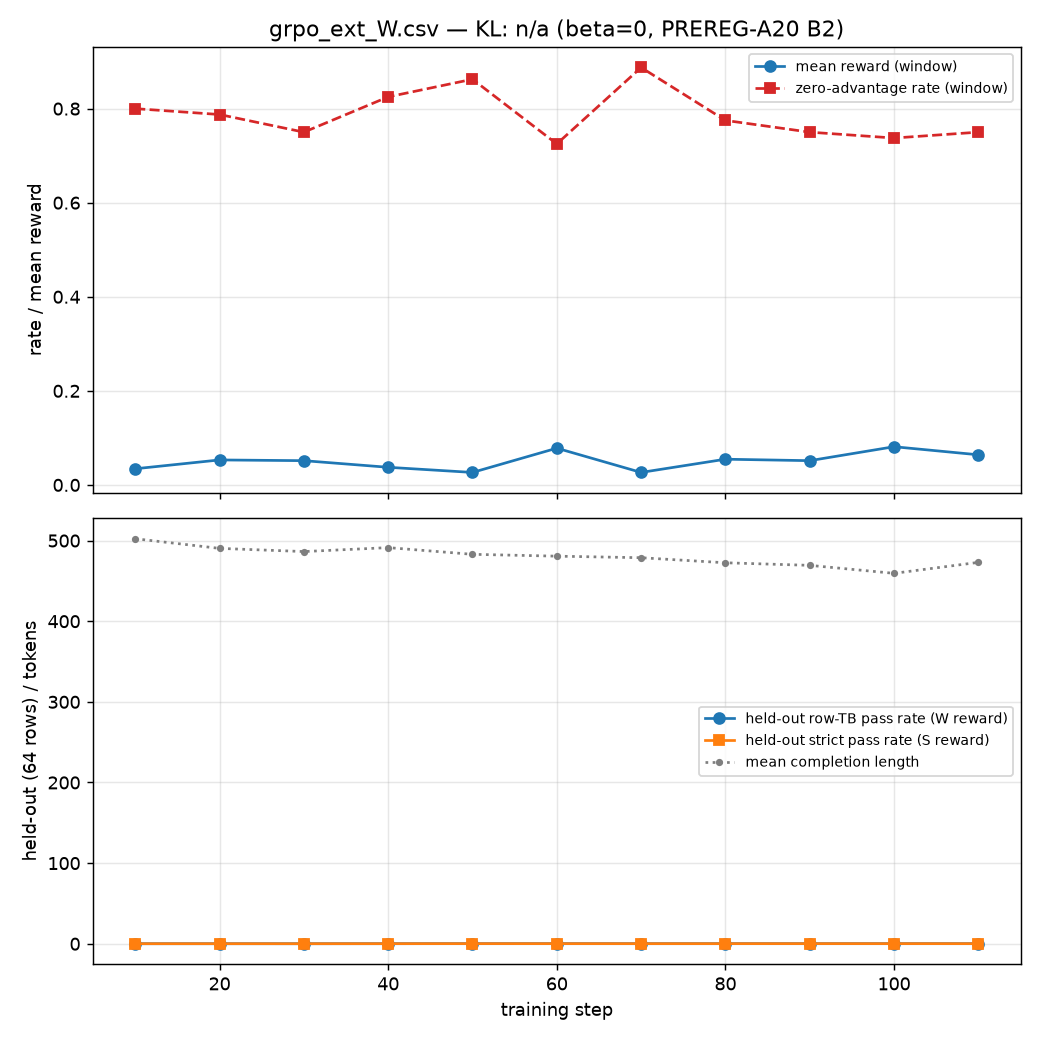 grpo_ext_W.csv — KL: n/a (beta=0, PREREG-A20 B2)
mean reward (window)
zero-advantage rate (window)
rate / mean reward
0.8
0.6
0.4
0.2
0.0
held-out (64 rows) / tokens
500
400
300
200
100
0
held-out row-TB pass rate (W reward)
held-out strict pass rate (S reward)
mean completion length
20 40 60 80 100
training step